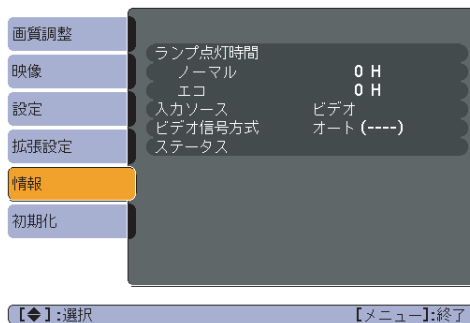 画質調整
映像
設定
拡張設定
情報
初期化
ランプ点灯時間
ノーマル 0 H
エコ 0 H
入力ソース ビデオ
ビデオ信号方式 オート (----)
ステータス
【◆】:選択 【メニュー】:終了